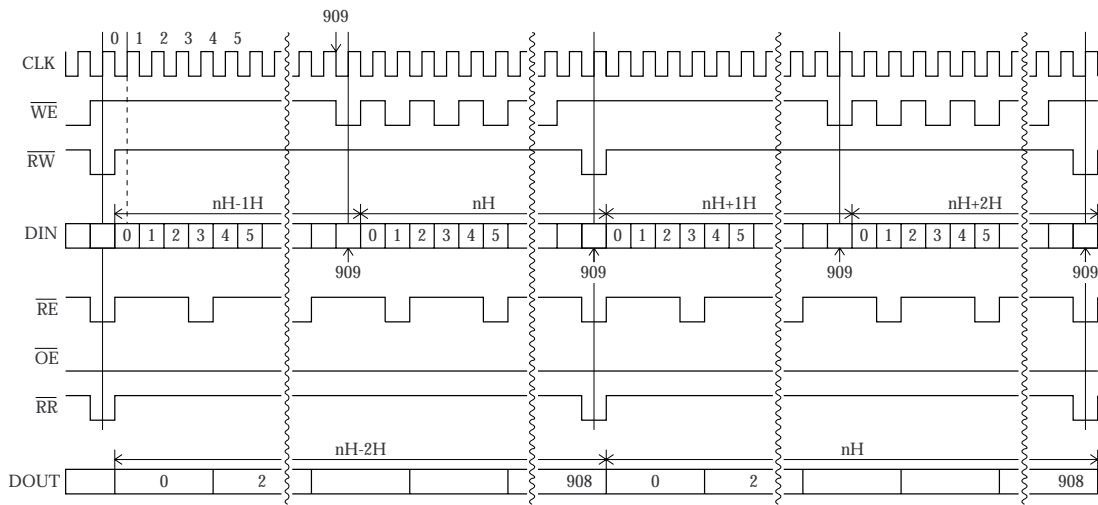 909
0 1 2 3 4 5
CLK
WE
RW
nH-1H nH nH+1H nH+2H
DIN 0 1 2 3 4 5 0 1 2 3 4 5 0 1 2 3 4 5 0 1 2 3 4 5
909 909 909 909
RE
OE
RR
nH-2H nH
DOUT 0 2 908 0 2 908